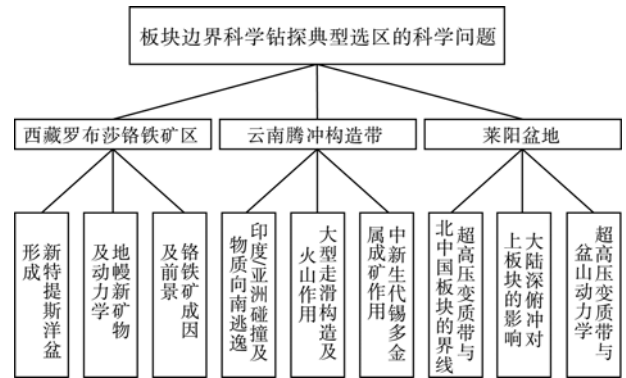 板块边界科学钻探典型选区的科学问题
西藏罗布莎铬铁矿区
云南腾冲构造带
莱阳盆地
新特提斯洋盆
形成
地幔新矿物
及动力学
铬铁矿成因
及前景
印度/亚洲碰撞及
物质向南逃逸
大型走滑构造及
火山作用
中新生代锡多金
属成矿作用
超高压变质带与
北中国板块的界线
大陆深俯冲对
上板块的影响
超高压变质带与
盆山动力学